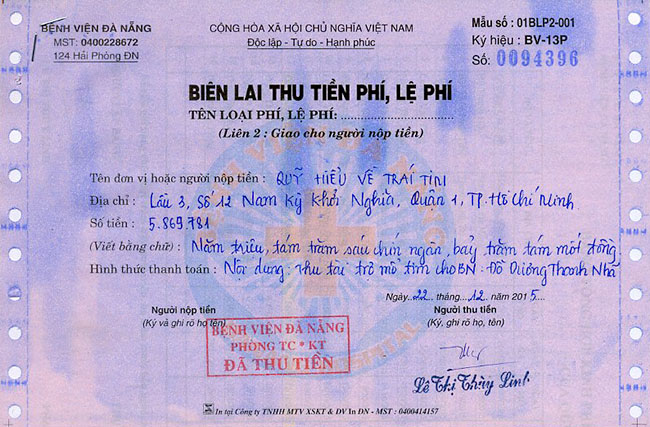 BỆNH VIỆN ĐÀ NẴNG
MST: 0400228672
124 Hải Phòng ĐN
CỘNG HÒA XÃ HỘI CHỦ NGHĨA VIỆT NAM
Độc lập - Tự do - Hạnh phúc
Mẫu số : 01BLP2-001
Ký hiệu : BV-13P
Số: 0094396
BIÊN LAI THU TIỀN PHÍ, LỆ PHÍ
TÊN LOẠI PHÍ, LỆ PHÍ: ..............................
(Liên 2 : Giao cho người nộp tiền)
Tên đơn vị hoặc người nộp tiền : QUỸ HIỂU VỀ TRÁI TIM
Địa chỉ : Lầu 3, Số 12 Nam Kỳ Khởi Nghĩa, Quận 1, TP. Hồ Chí Minh
Số tiền : 5.869.781
(Viết bằng chữ) : Năm triệu, tám trăm sáu chín ngàn, bảy trăm tám mốt đồng
Hình thức thanh toán : Nội dung: Thu tài trợ mổ tim cho BN. Đỗ Dương Thanh Nhã
Ngày..22...tháng...12...năm 2015....
Người nộp tiền
(Ký và ghi rõ họ tên)
Người thu tiền
(Ký, ghi rõ họ, tên)
BỆNH VIỆN ĐÀ NẴNG
PHÒNG TC * KT
ĐÃ THU TIỀN
Lê Thị Thùy Linh
In tại Công ty TNHH MTV XSKT & DV In ĐN - MST : 0400414157